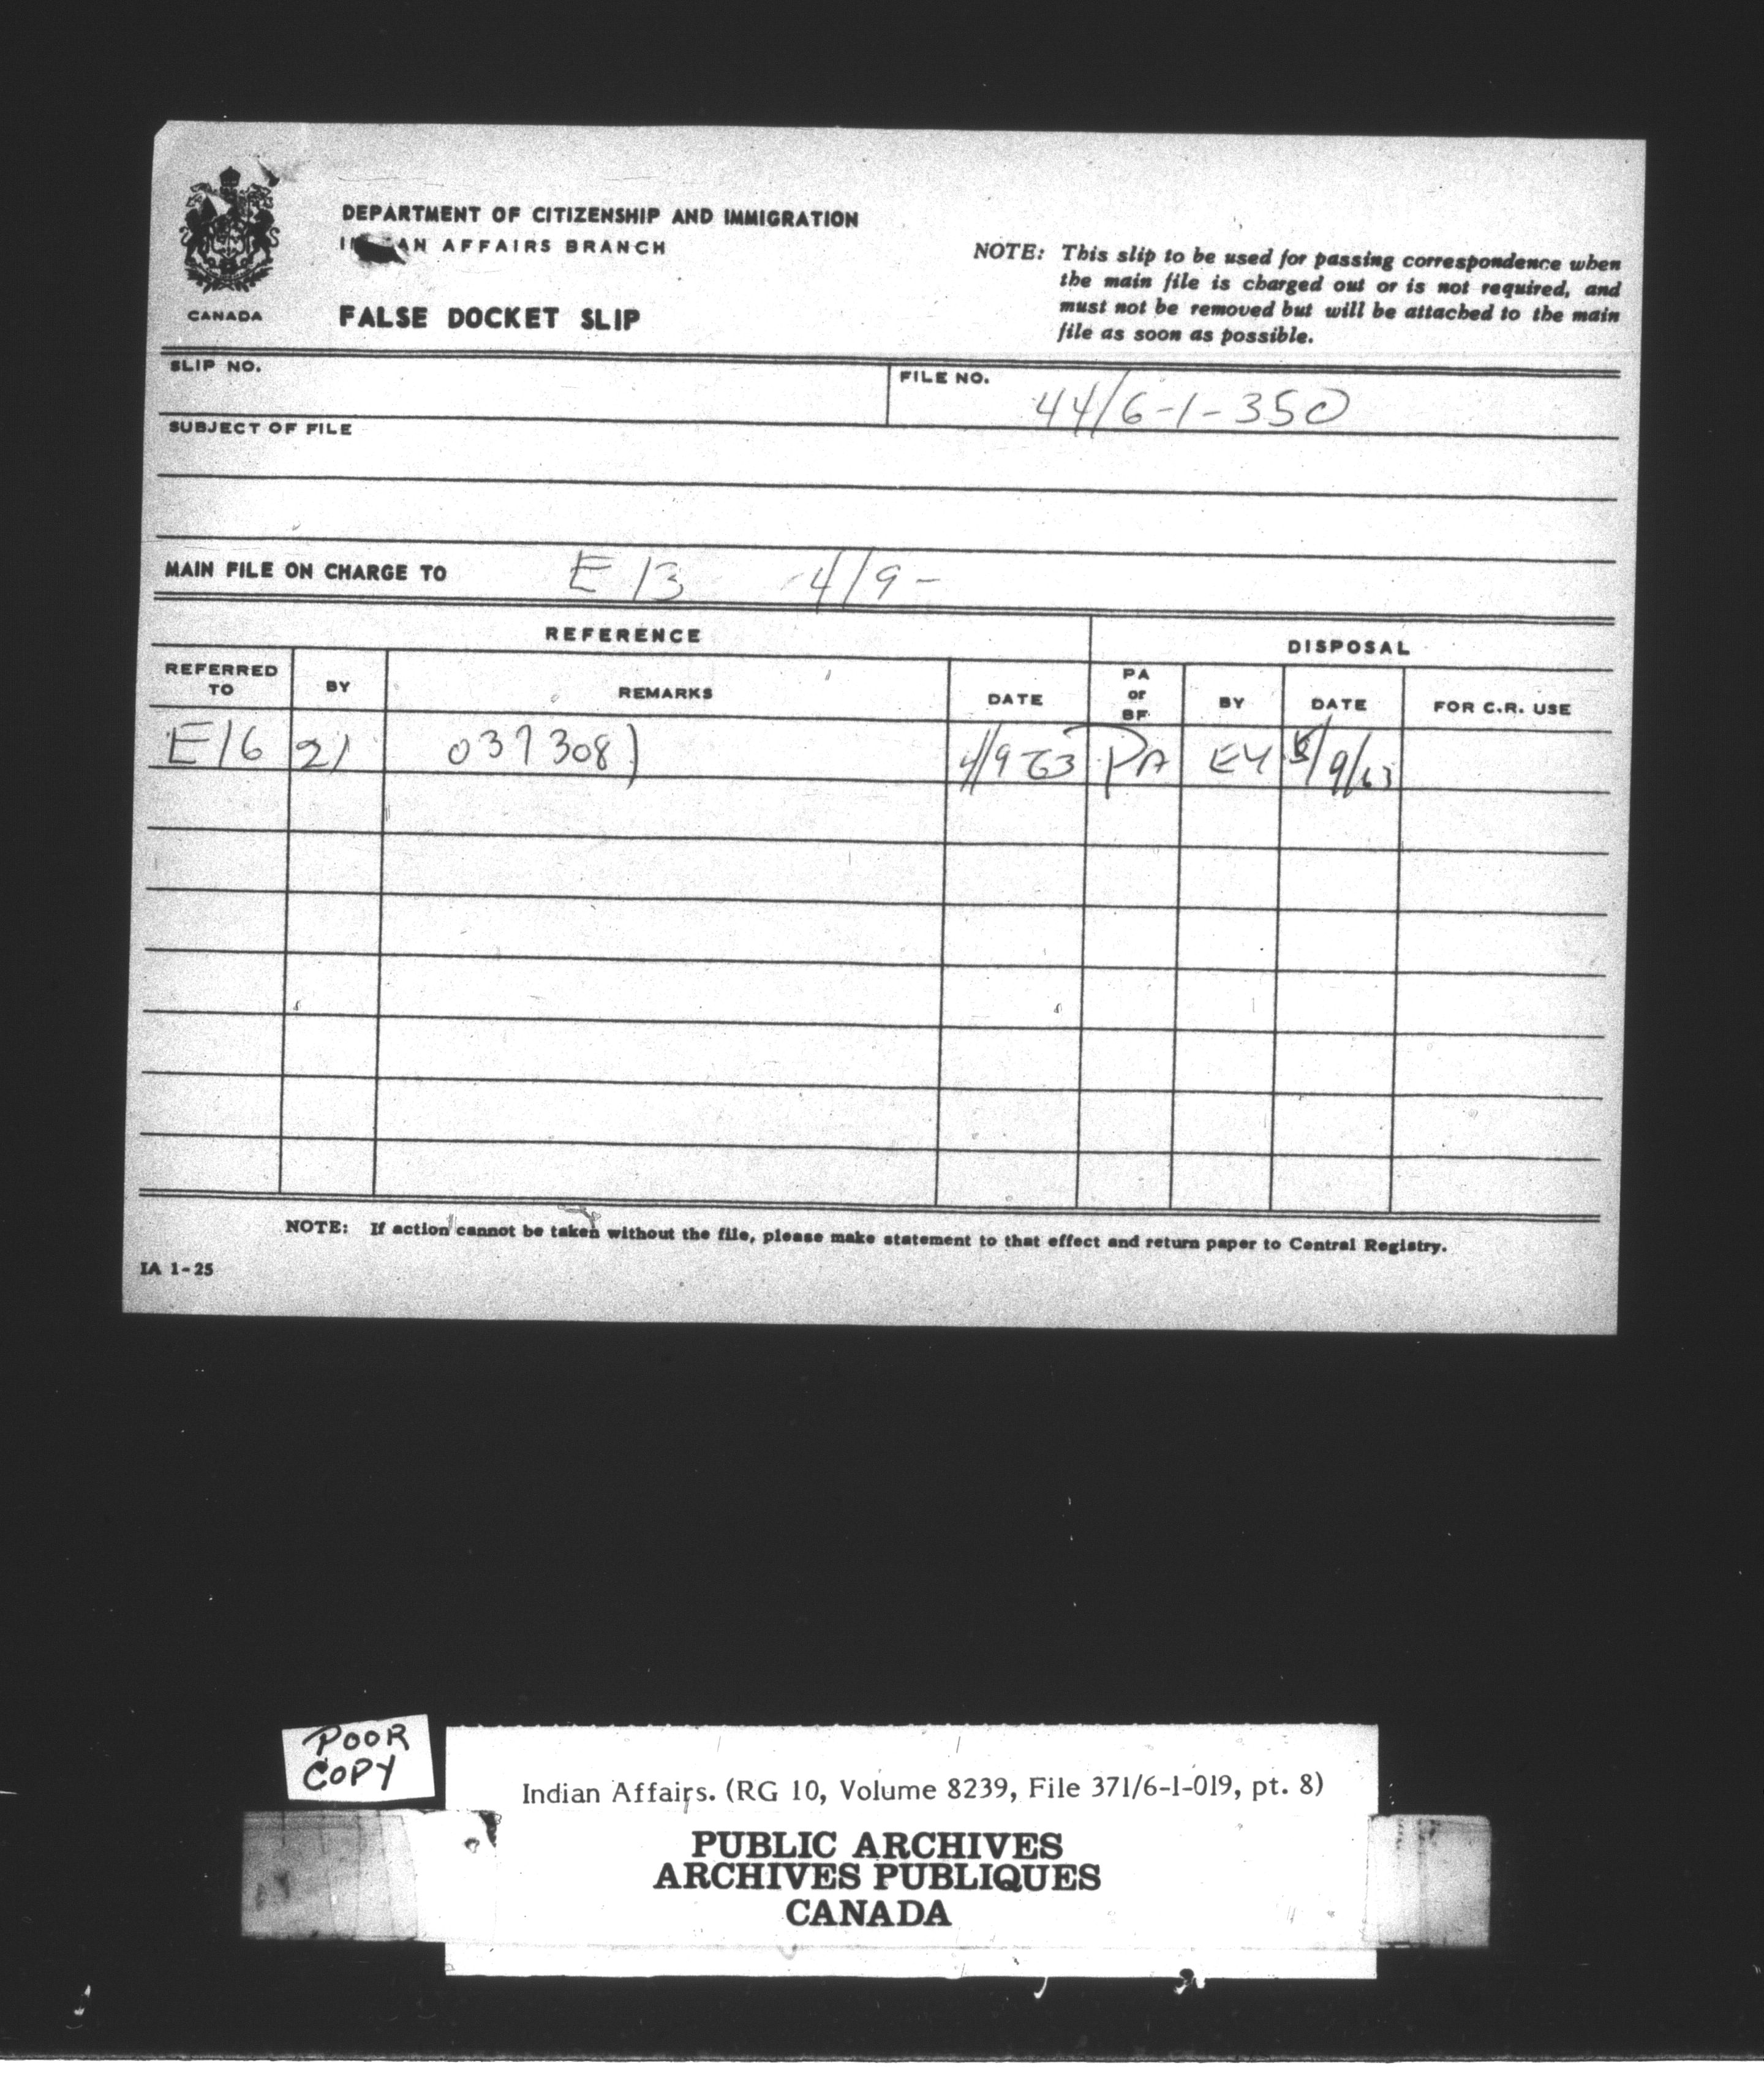 DEPARTMENT OF CITIZENSHIP AND IMMIGRATION
AFFAIRS BRANCH
CANADA
FALSE DOCKET SLIP
NOTE: This slip to be used for passing correspondence when
the main file is charged out or is not required, and
must not be removed but will be attached to the main
file as soon as possible.
SLIP NO.
FILE NO. 44/6-1-350
SUBJECT OF FILE
MAIN FILE ON CHARGE TO E 13 4/9-
REFERENCE DISPOSAL
REFERRED TO BY REMARKS DATE PA or BF BY DATE FOR C.R. USE
E16 21 037308) 4/9 63 PA E4 5/9/63
NOTE: If action cannot be taken without the file, please make statement to that effect and return paper to Central Registry.
IA 1-25
POOR
COPY
Indian Affairs. (RG 10, Volume 8239, File 371/6-1-019, pt. 8)
PUBLIC ARCHIVES
ARCHIVES PUBLIQUES
CANADA